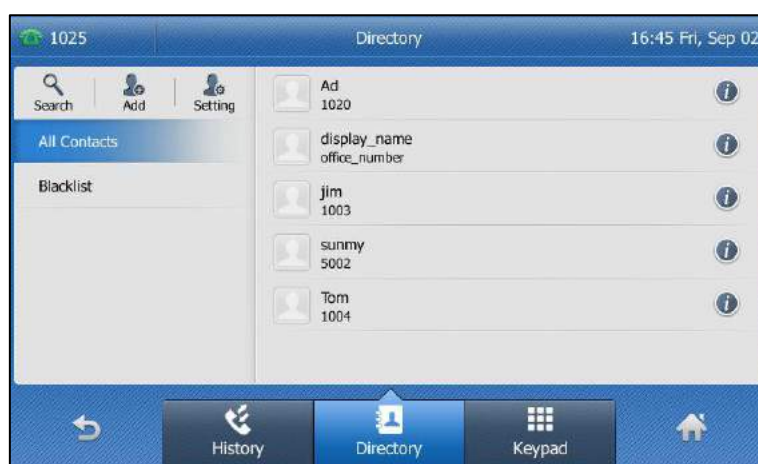 1025 Directory 16:45 Fri, Sep 02
Search Add Setting
All Contacts
Blacklist
Ad
1020
display_name
office_number
jim
1003
sunmy
5002
Tom
1004
History Directory Keypad